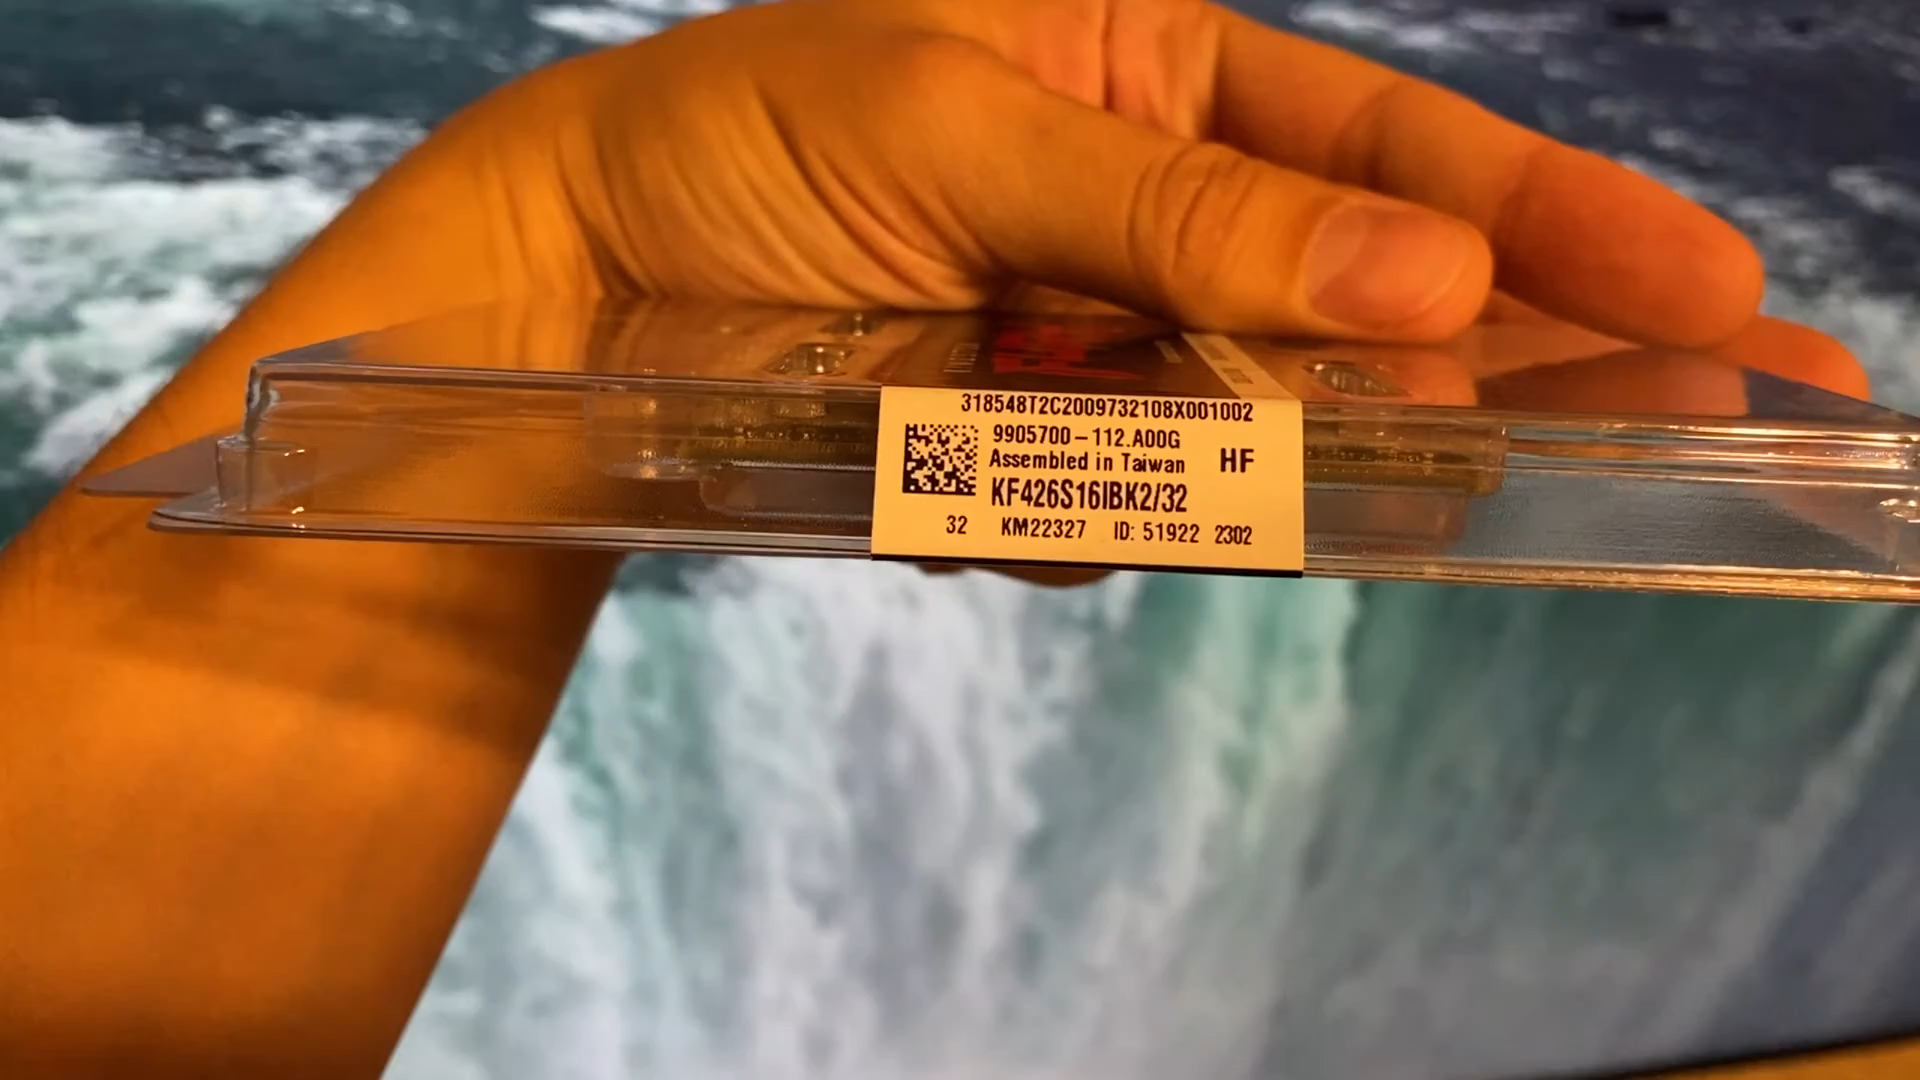 318548T2C2009732108X001002
9905700-112.A00G
Assembled in Taiwan HF
KF426S16IBK2/32
32 KM22327 ID: 51922 2302